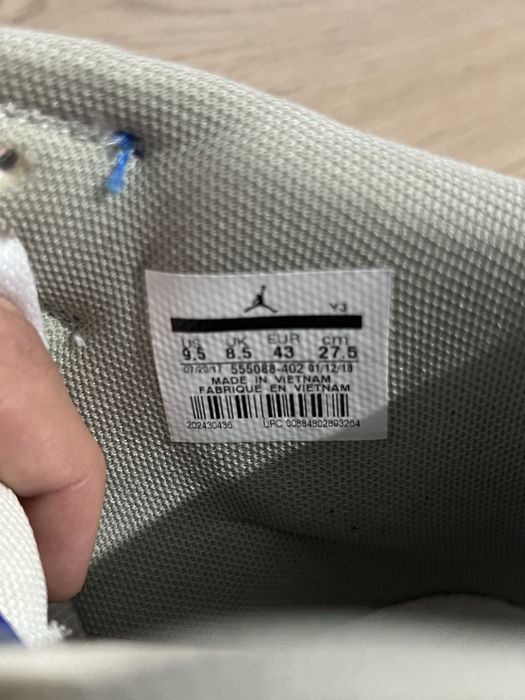 Y3
US UK EUR cm
9.5 8.5 43 27.5
07/20/17 555088-402 01/12/18
MADE IN VIETNAM
FABRIQUE EN VIETNAM
202430436 UPC 00884802893264